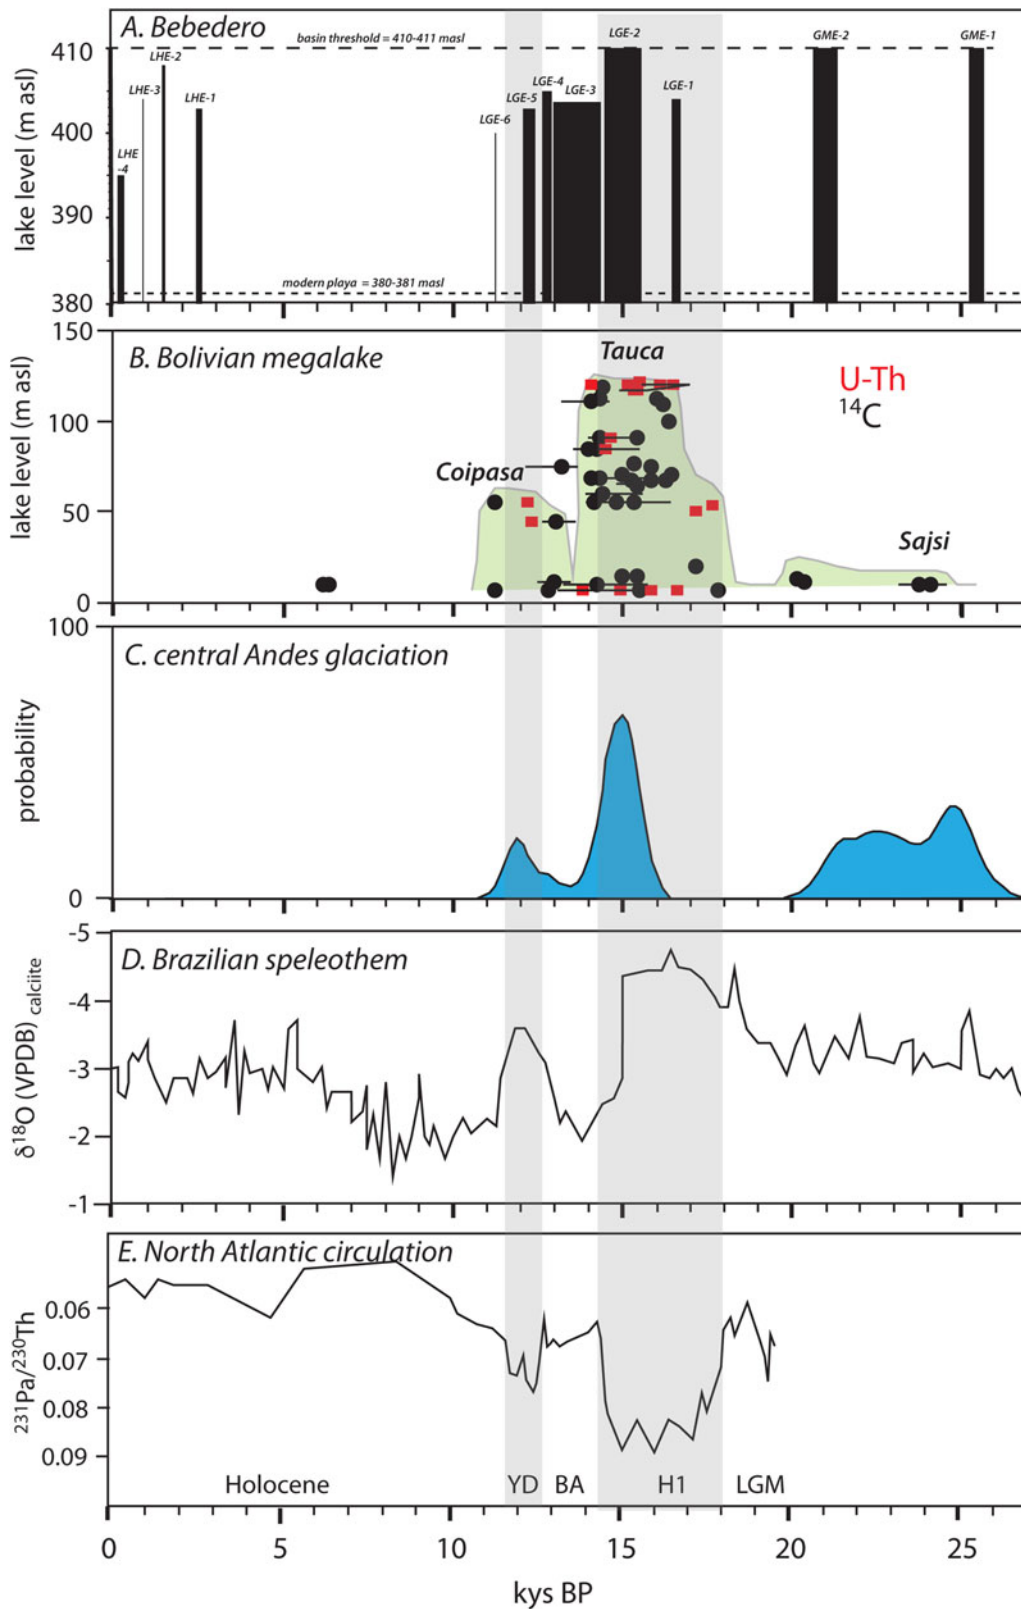 A. Bebedero
basin threshold = 410-411 masl
LGE-2
GME-2
GME-1
LHE-2
LHE-3
LHE-1
LHE
-4
LGE-6
LGE-5
LGE-4
LGE-3
LGE-1
modern playa = 380-381 masl
lake level (m asl)
410
400
390
380
B. Bolivian megalake
Tauca
U-Th
14C
Coipasa
Sajsi
lake level (m asl)
150
100
50
0
C. central Andes glaciation
probability
100
0
D. Brazilian speleothem
δ18O (VPDB) calciite
-5
-4
-3
-2
-1
E. North Atlantic circulation
231Pa/230Th
0.06
0.07
0.08
0.09
Holocene YD BA H1 LGM
0 5 10 15 20 25
kys BP